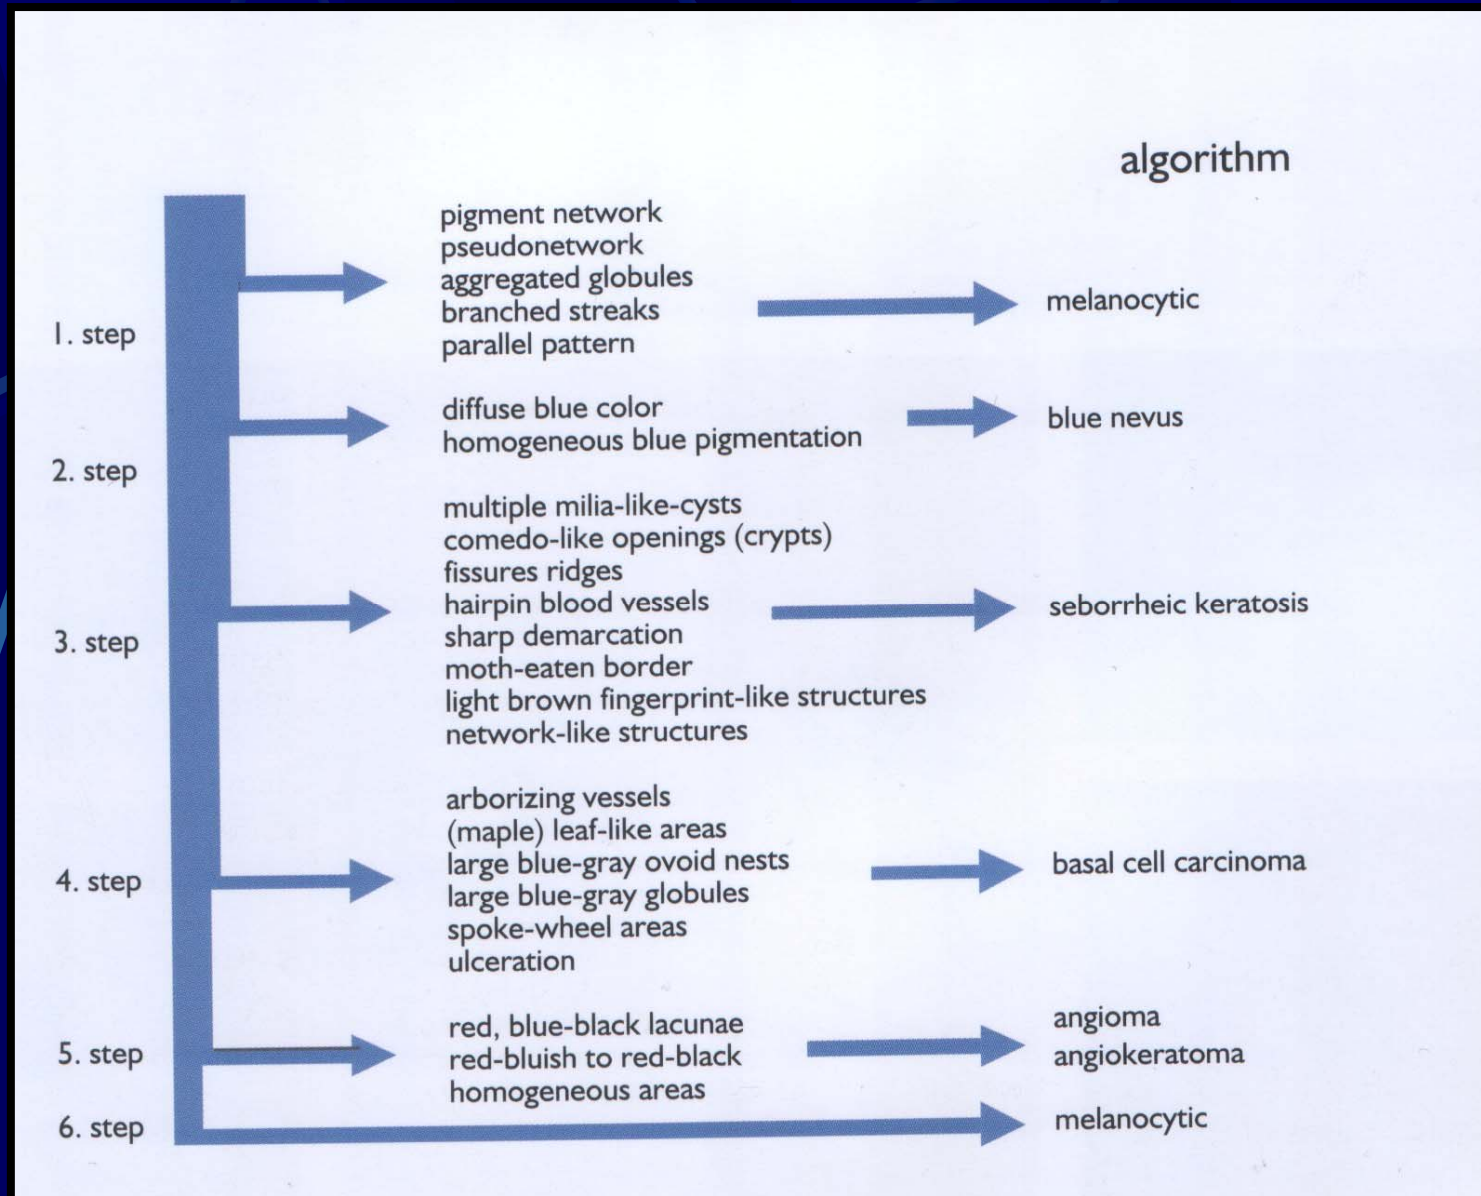 algorithm
1. step
pigment network
pseudonetwork
aggregated globules
branched streaks
parallel pattern
melanocytic
2. step
diffuse blue color
homogeneous blue pigmentation
blue nevus
3. step
multiple milia-like-cysts
comedo-like openings (crypts)
fissures ridges
hairpin blood vessels
sharp demarcation
moth-eaten border
light brown fingerprint-like structures
network-like structures
seborrheic keratosis
4. step
arborizing vessels
(maple) leaf-like areas
large blue-gray ovoid nests
large blue-gray globules
spoke-wheel areas
ulceration
basal cell carcinoma
5. step
red, blue-black lacunae
red-bluish to red-black
homogeneous areas
angioma
angiokeratoma
6. step
melanocytic